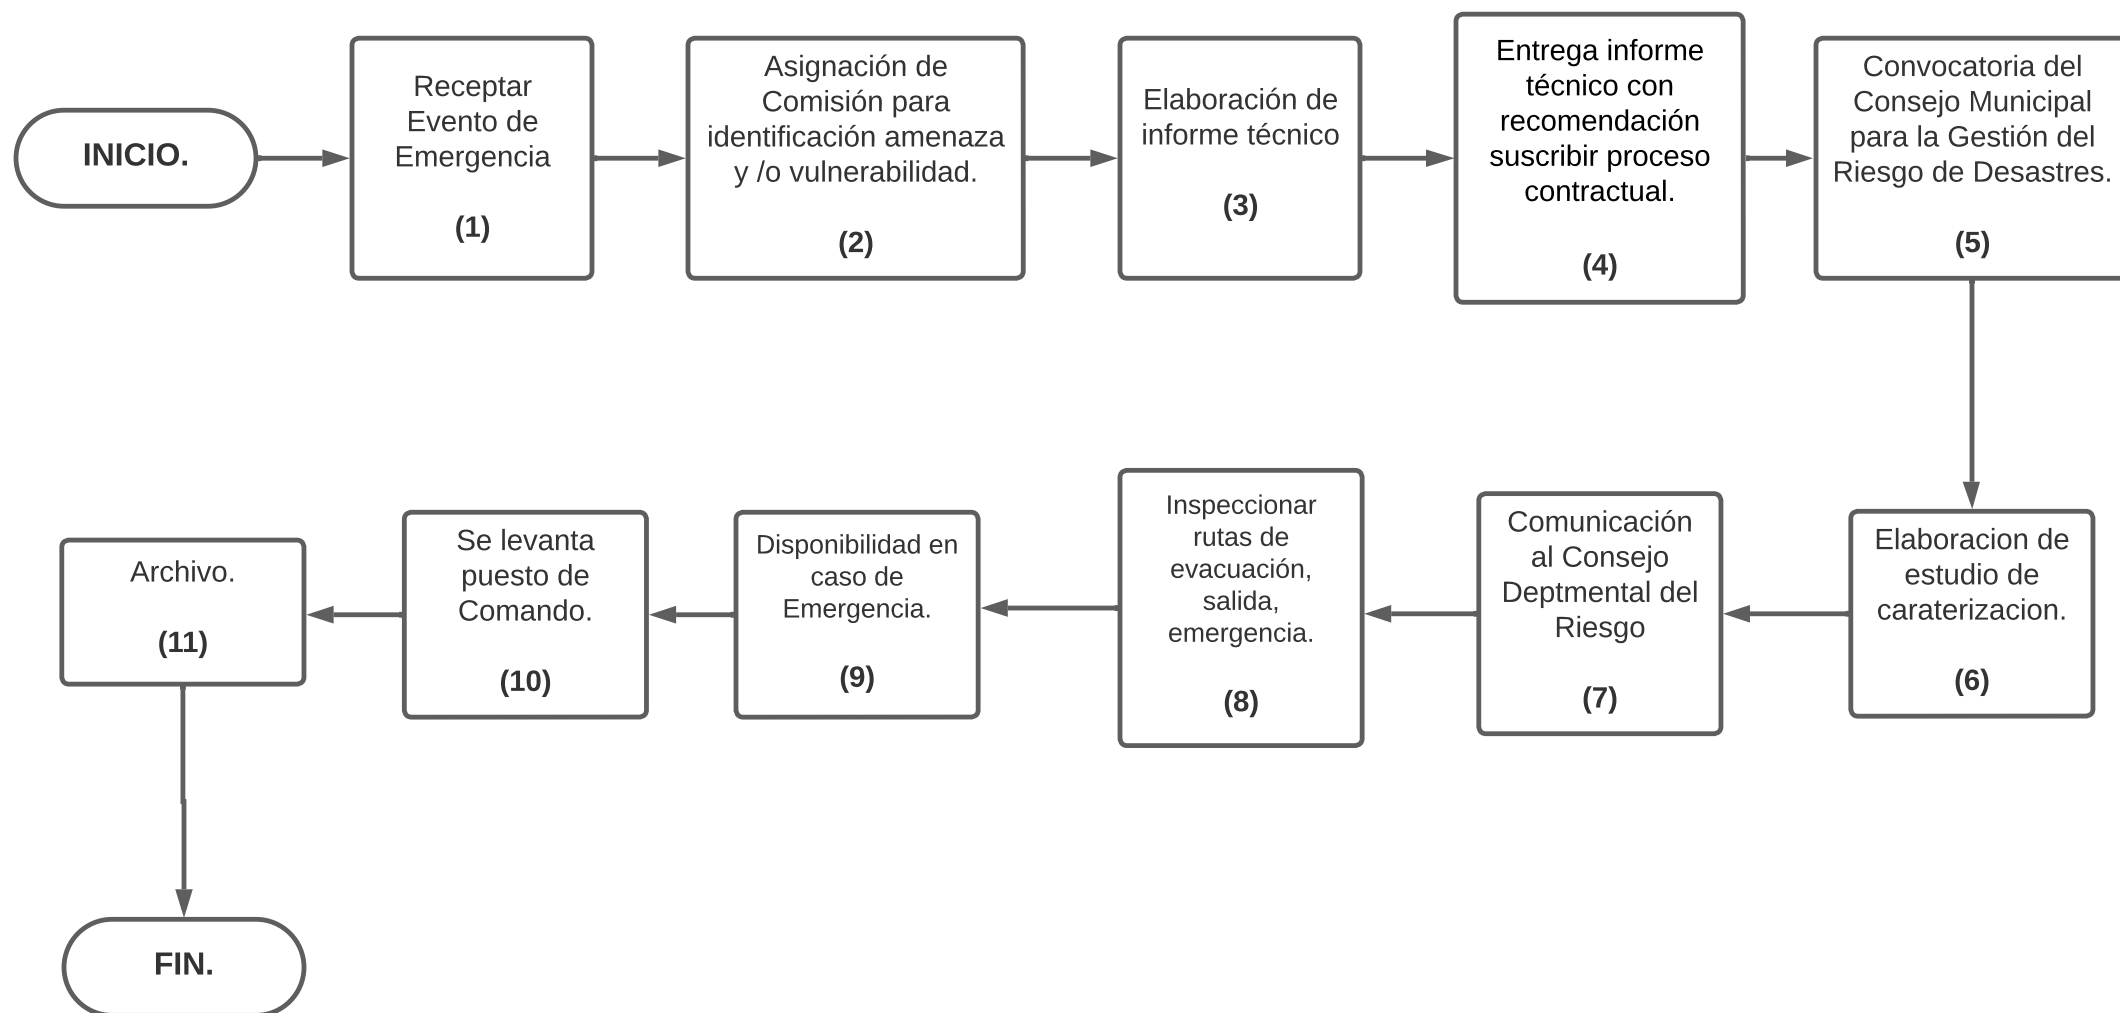 INICIO.
Receptar
Evento de
Emergencia
(1)
Asignación de
Comisión para
identificación amenaza
y /o vulnerabilidad.
(2)
Elaboración de
informe técnico
(3)
Entrega informe
técnico con
recomendación
suscribir proceso
contractual.
(4)
Convocatoria del
Consejo Municipal
para la Gestión del
Riesgo de Desastres.
(5)
Elaboracion de
estudio de
caraterizacion.
(6)
Comunicación
al Consejo
Deptmental del
Riesgo
(7)
Inspeccionar
rutas de
evacuación,
salida,
emergencia.
(8)
Disponibilidad en
caso de
Emergencia.
(9)
Se levanta
puesto de
Comando.
(10)
Archivo.
(11)
FIN.